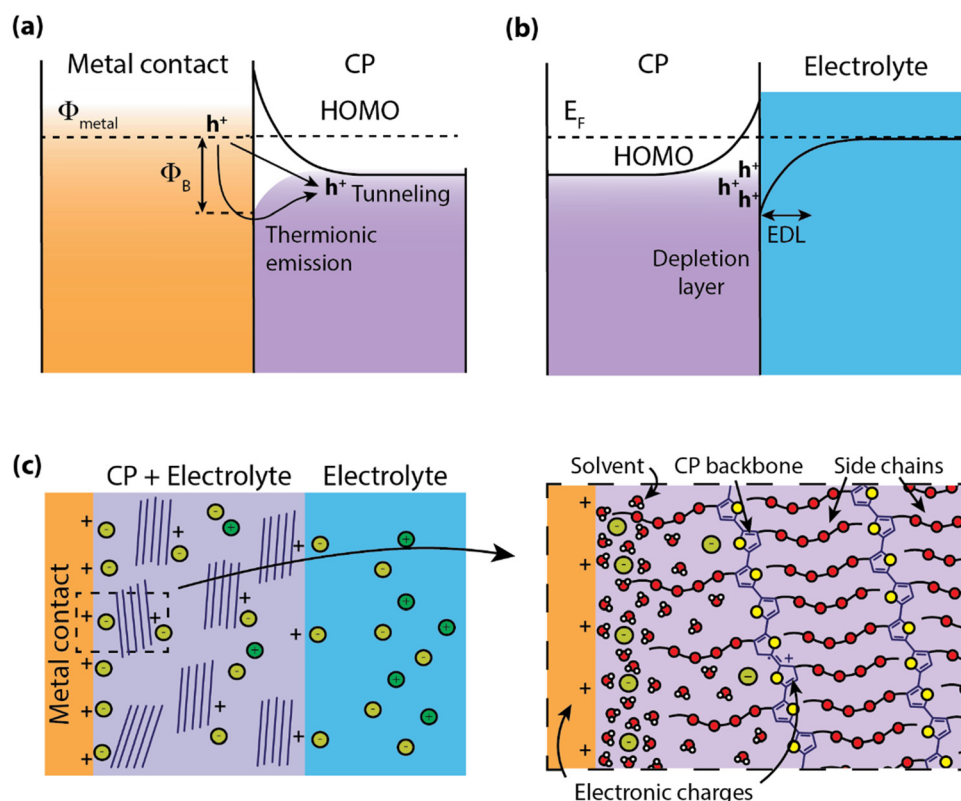 (a)
Metal contact
CP
Φmetal
h+
HOMO
ΦB
h+
Tunneling
Thermionic
emission
(b)
CP
Electrolyte
EF
HOMO
h+
h+
h+
EDL
Depletion
layer
(c)
CP + Electrolyte
Electrolyte
Metal contact
Solvent
CP backbone
Side chains
Electronic charges